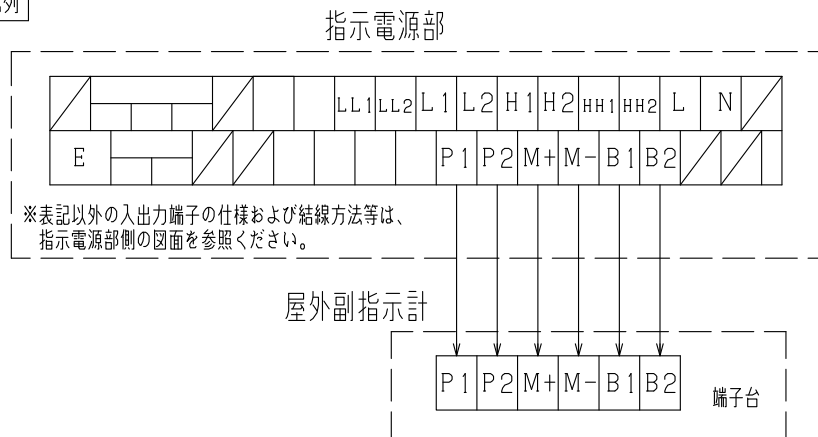 列
指示電源部
LL1 LL2 L1 L2 H1 H2 HH1 HH2 L N
E P1 P2 M+ M- B1 B2
※表記以外の入出力端子の仕様および結線方法等は、
指示電源部側の図面を参照ください。
屋外副指示計
P1 P2 M+ M- B1 B2
端子台